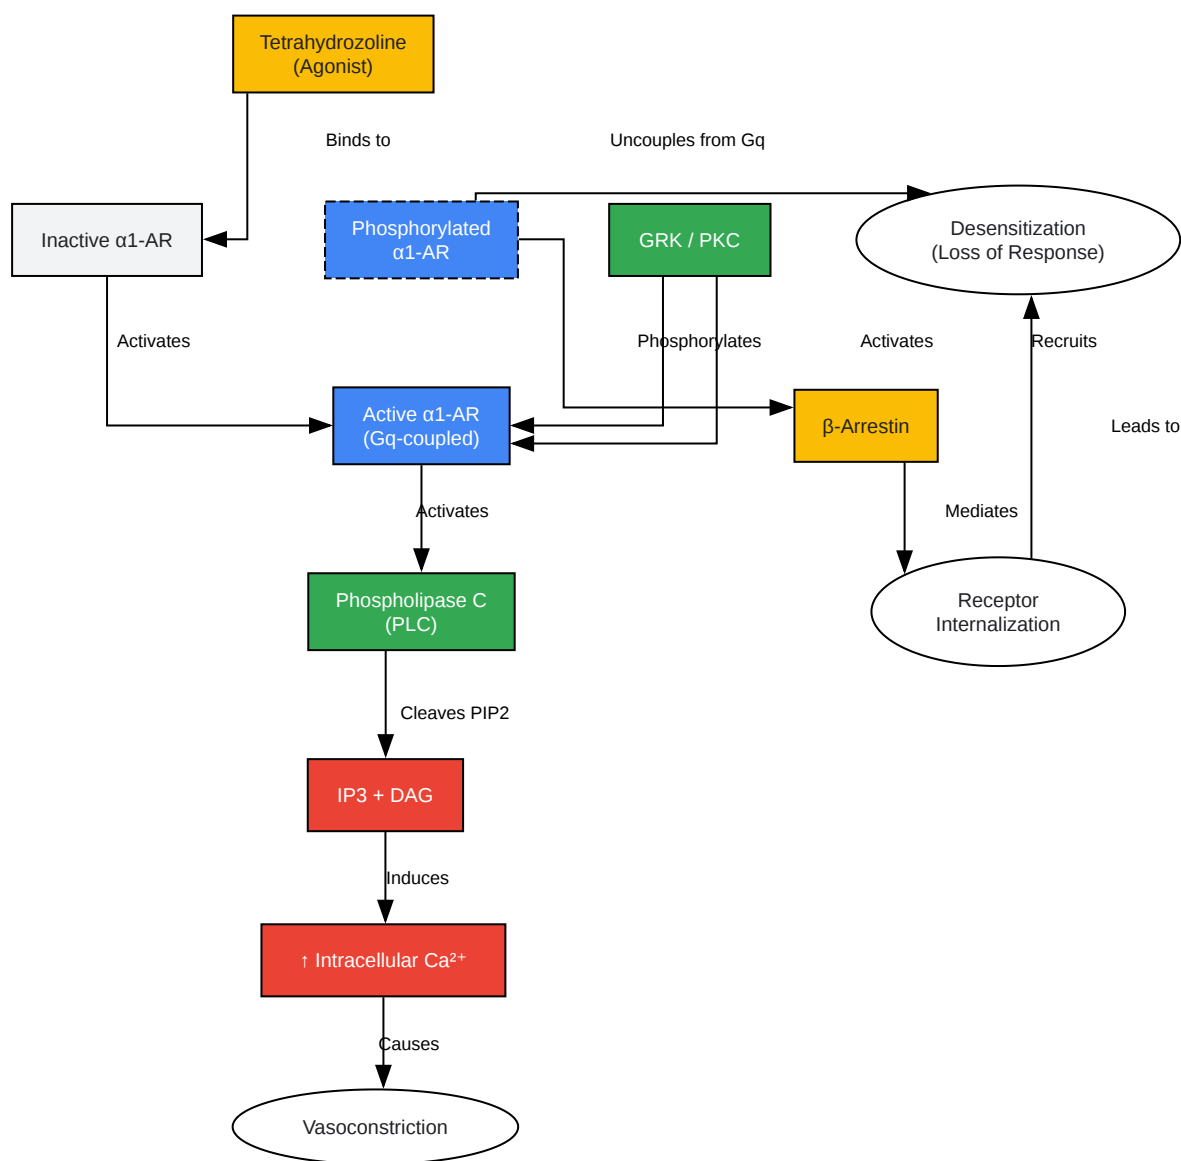 Tetrahydrozoline
(Agonist)
Binds to
Uncouples from Gq
Inactive α1-AR
Phosphorylated
α1-AR
GRK / PKC
Desensitization
(Loss of Response)
Activates
Phosphorylates
Activates
Recruits
Active α1-AR
(Gq-coupled)
β-Arrestin
Leads to
Activates
Mediates
Phospholipase C
(PLC)
Receptor
Internalization
Cleaves PIP2
IP3 + DAG
Induces
↑ Intracellular Ca²⁺
Causes
Vasoconstriction